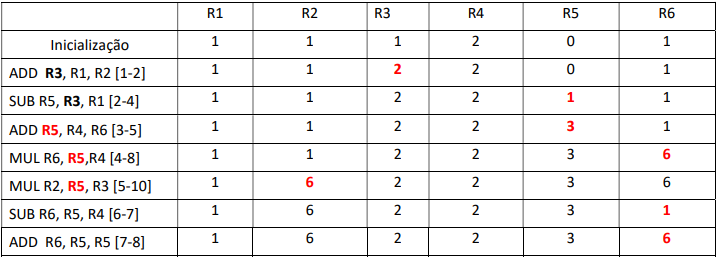 R1 R2 R3 R4 R5 R6
Inicialização 1 1 1 2 0 1
ADD R3, R1, R2 [1-2] 1 1 2 2 0 1
SUB R5, R3, R1 [2-4] 1 1 2 2 1 1
ADD R5, R4, R6 [3-5] 1 1 2 2 3 1
MUL R6, R5,R4 [4-8] 1 1 2 2 3 6
MUL R2, R5, R3 [5-10] 1 6 2 2 3 6
SUB R6, R5, R4 [6-7] 1 6 2 2 3 1
ADD R6, R5, R5 [7-8] 1 6 2 2 3 6